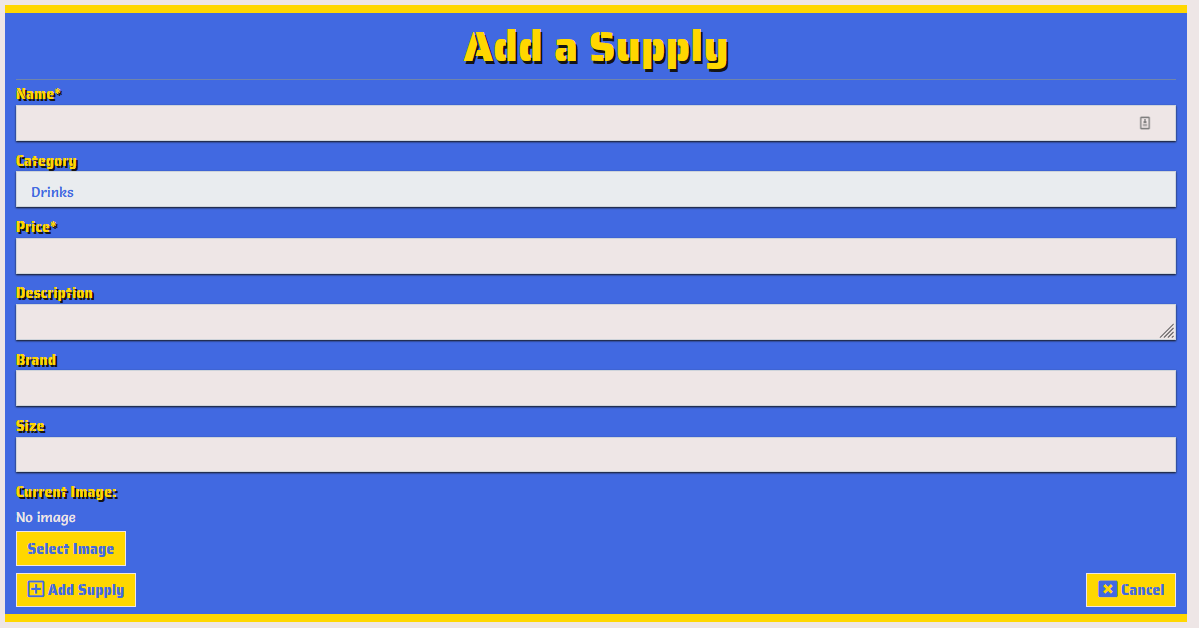 Add a Supply
Name*
Category
Drinks
Price*
Description
Brand
Size
Current Image:
No image
Select Image
Add Supply
Cancel